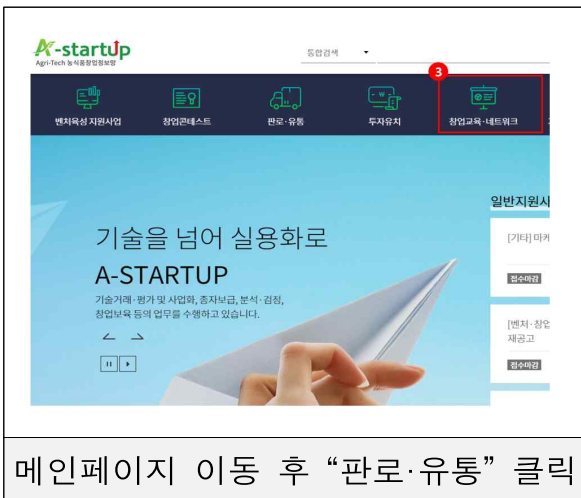 A-startup
Agri-Tech 농식품창업정보망
통합검색
3
벤처육성 지원사업
창업콘테스트
판로·유통
투자유치
창업교육·네트워크
일반지원사
기술을 넘어 실용화로
A-STARTUP
기술거래·평가 및 사업화, 종자보급, 분석·검정,
창업보육 등의 업무를 수행하고 있습니다.
[기타] 마케
접수마감
[벤처·창업
재공고
접수마감
메인페이지 이동 후 “판로·유통” 클릭